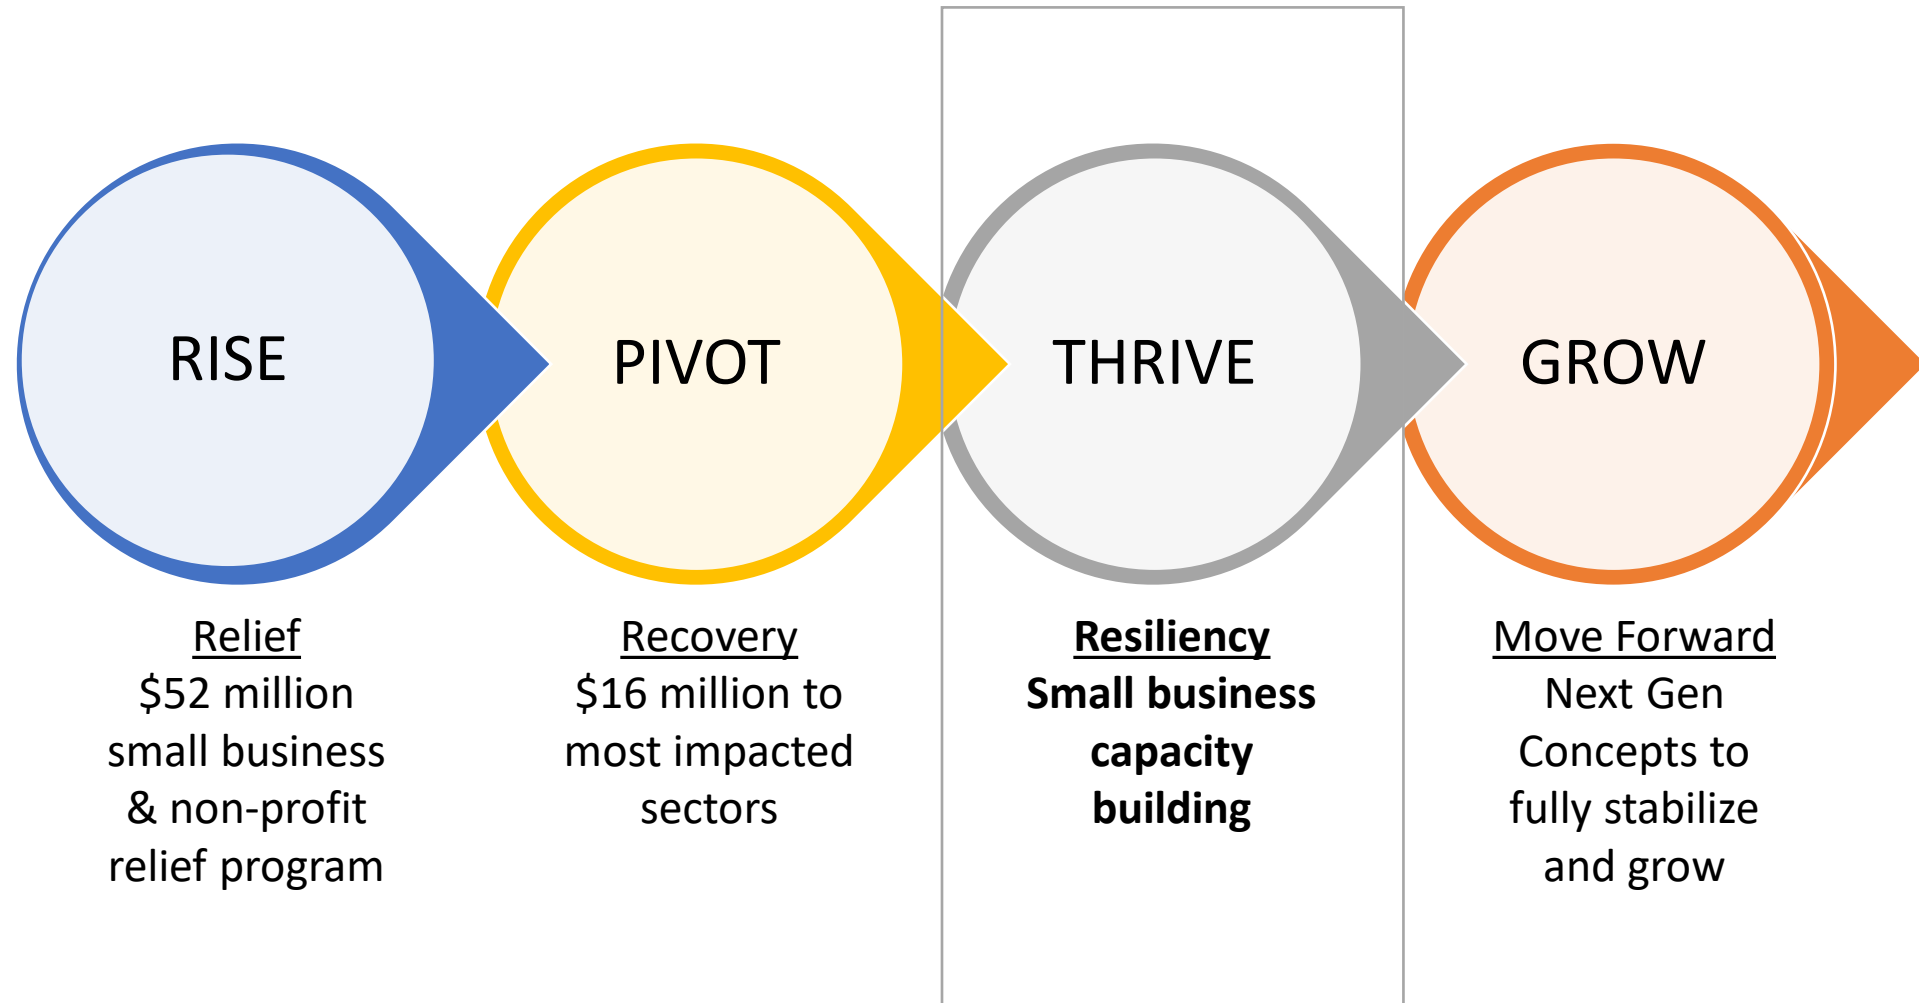 RISE
PIVOT
THRIVE
GROW
Relief
$52 million
small business
& non-profit
relief program
Recovery
$16 million to
most impacted
sectors
Resiliency
Small business
capacity
building
Move Forward
Next Gen
Concepts to
fully stabilize
and grow